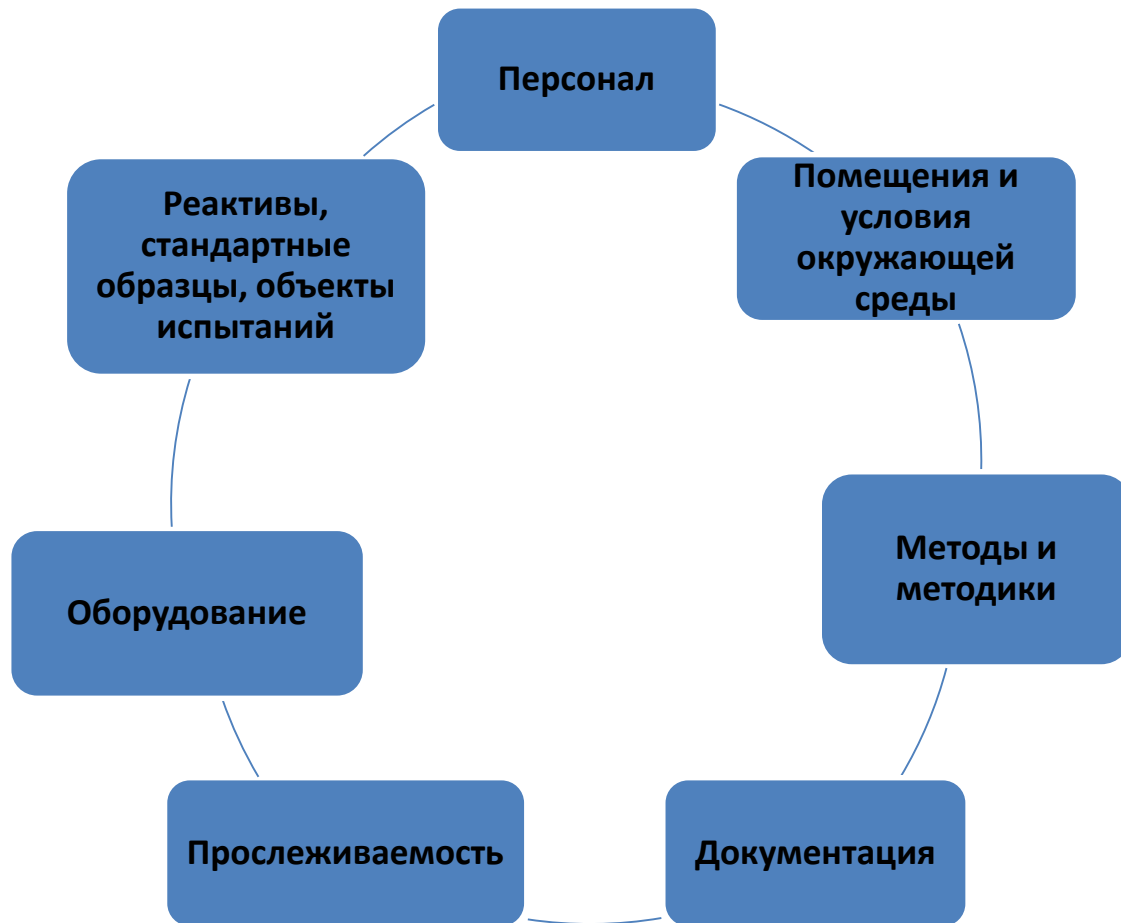 Персонал
Помещения и
условия
окружающей
среды
Методы и
методики
Документация
Прослеживаемость
Оборудование
Реактивы,
стандартные
образцы, объекты
испытаний